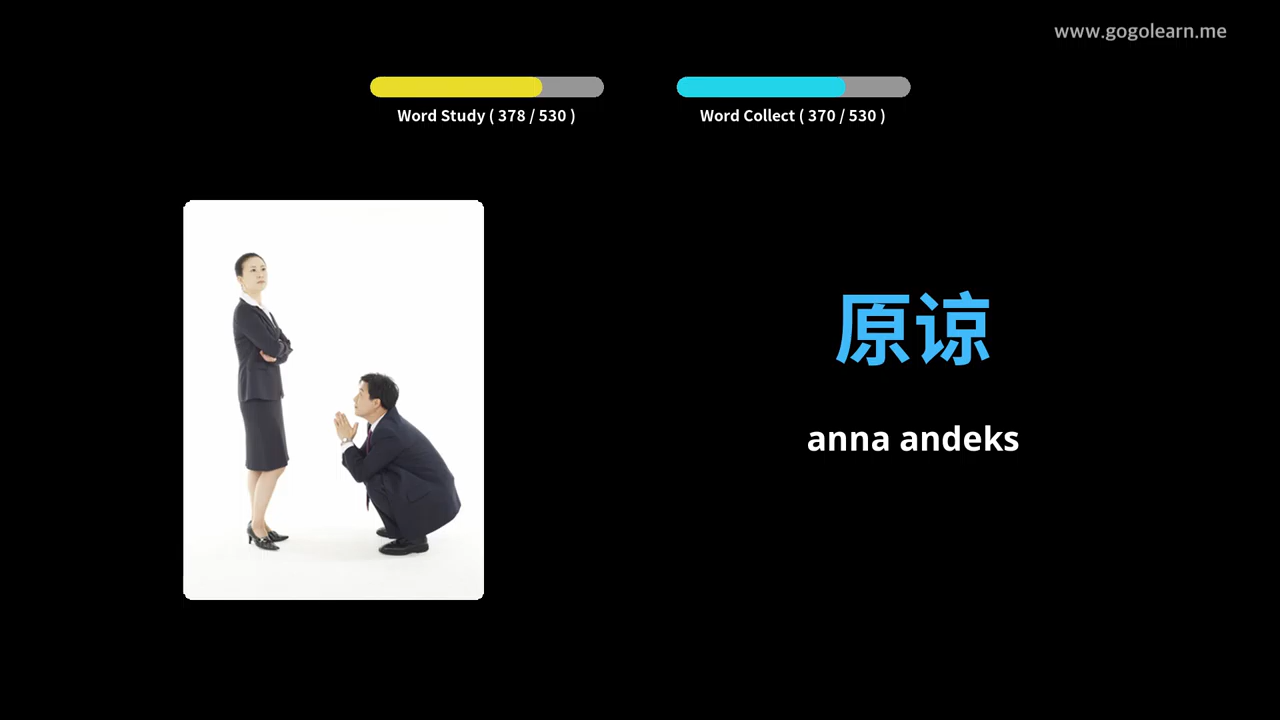 www.gogolearn.me
Word Study ( 378 / 530 )
Word Collect ( 370 / 530 )
原谅
anna andeks